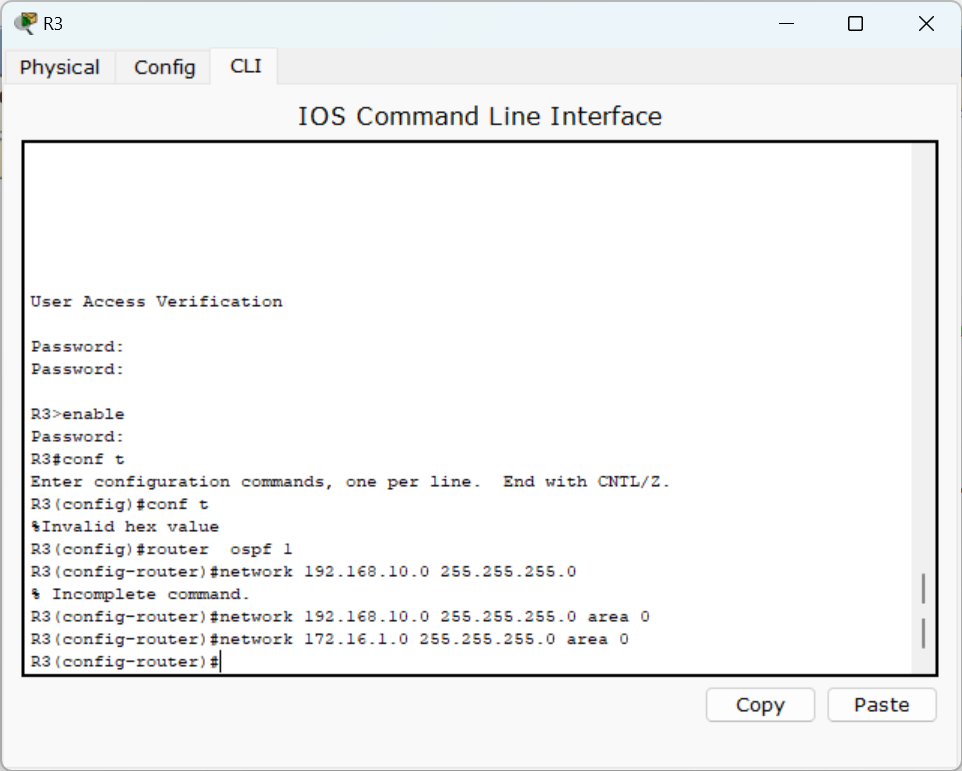 R3
Physical Config CLI
IOS Command Line Interface
User Access Verification
Password:
Password:
R3>enable
Password:
R3#conf t
Enter configuration commands, one per line.  End with CNTL/Z.
R3(config)#conf t
%Invalid hex value
R3(config)#router  ospf 1
R3(config-router)#network 192.168.10.0 255.255.255.0
% Incomplete command.
R3(config-router)#network 192.168.10.0 255.255.255.0 area 0
R3(config-router)#network 172.16.1.0 255.255.255.0 area 0
R3(config-router)#
Copy Paste